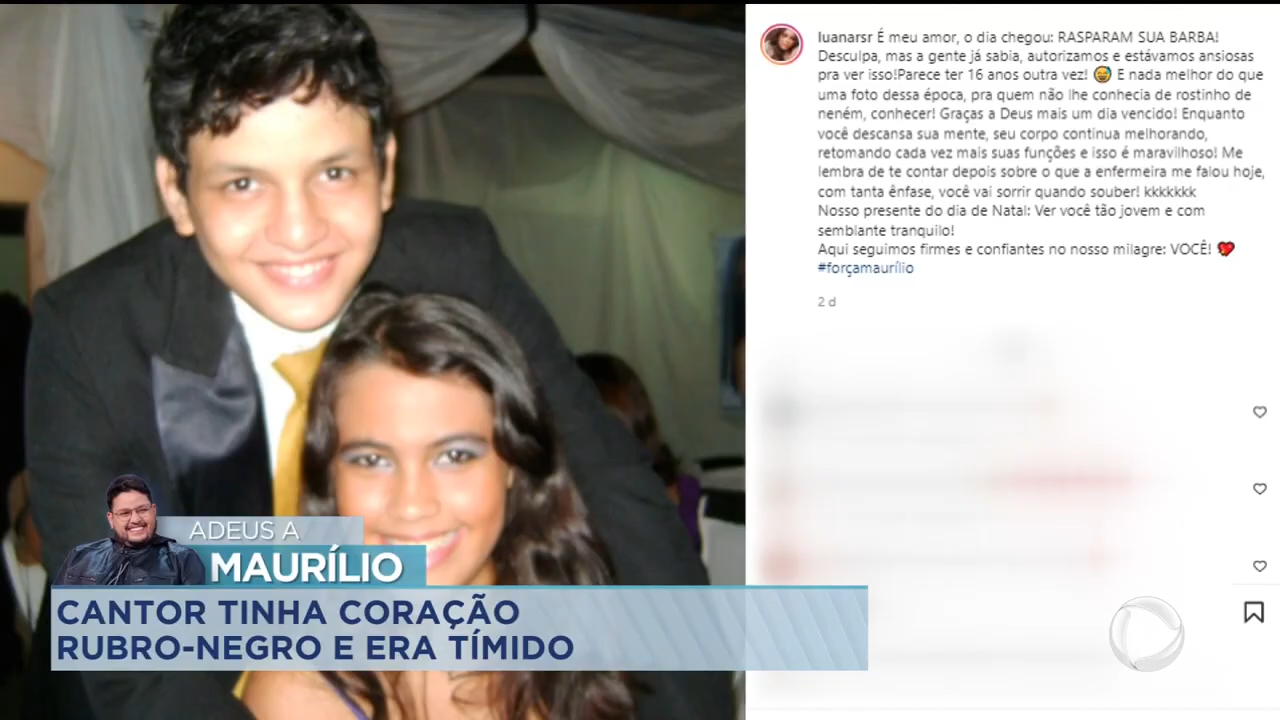 luanarsr É meu amor, o dia chegou: RASPARAM SUA BARBA!
Desculpa, mas a gente já sabia, autorizamos e estávamos ansiosas
pra ver isso!Parece ter 16 anos outra vez! 😅 E nada melhor do que
uma foto dessa época, pra quem não lhe conhecia de rostinho de
neném, conhecer! Graças a Deus mais um dia vencido! Enquanto
você descansa sua mente, seu corpo continua melhorando,
retomando cada vez mais suas funções e isso é maravilhoso! Me
lembra de te contar depois sobre o que a enfermeira me falou hoje,
com tanta ênfase, você vai sorrir quando souber! kkkkkkk
Nosso presente do dia de Natal: Ver você tão jovem e com
semblante tranquilo!
Aqui seguimos firmes e confiantes no nosso milagre: VOCÊ! 💖
#forçamaurílio
2 d
ADEUS A
MAURÍLIO
CANTOR TINHA CORAÇÃO
RUBRO-NEGRO E ERA TÍMIDO